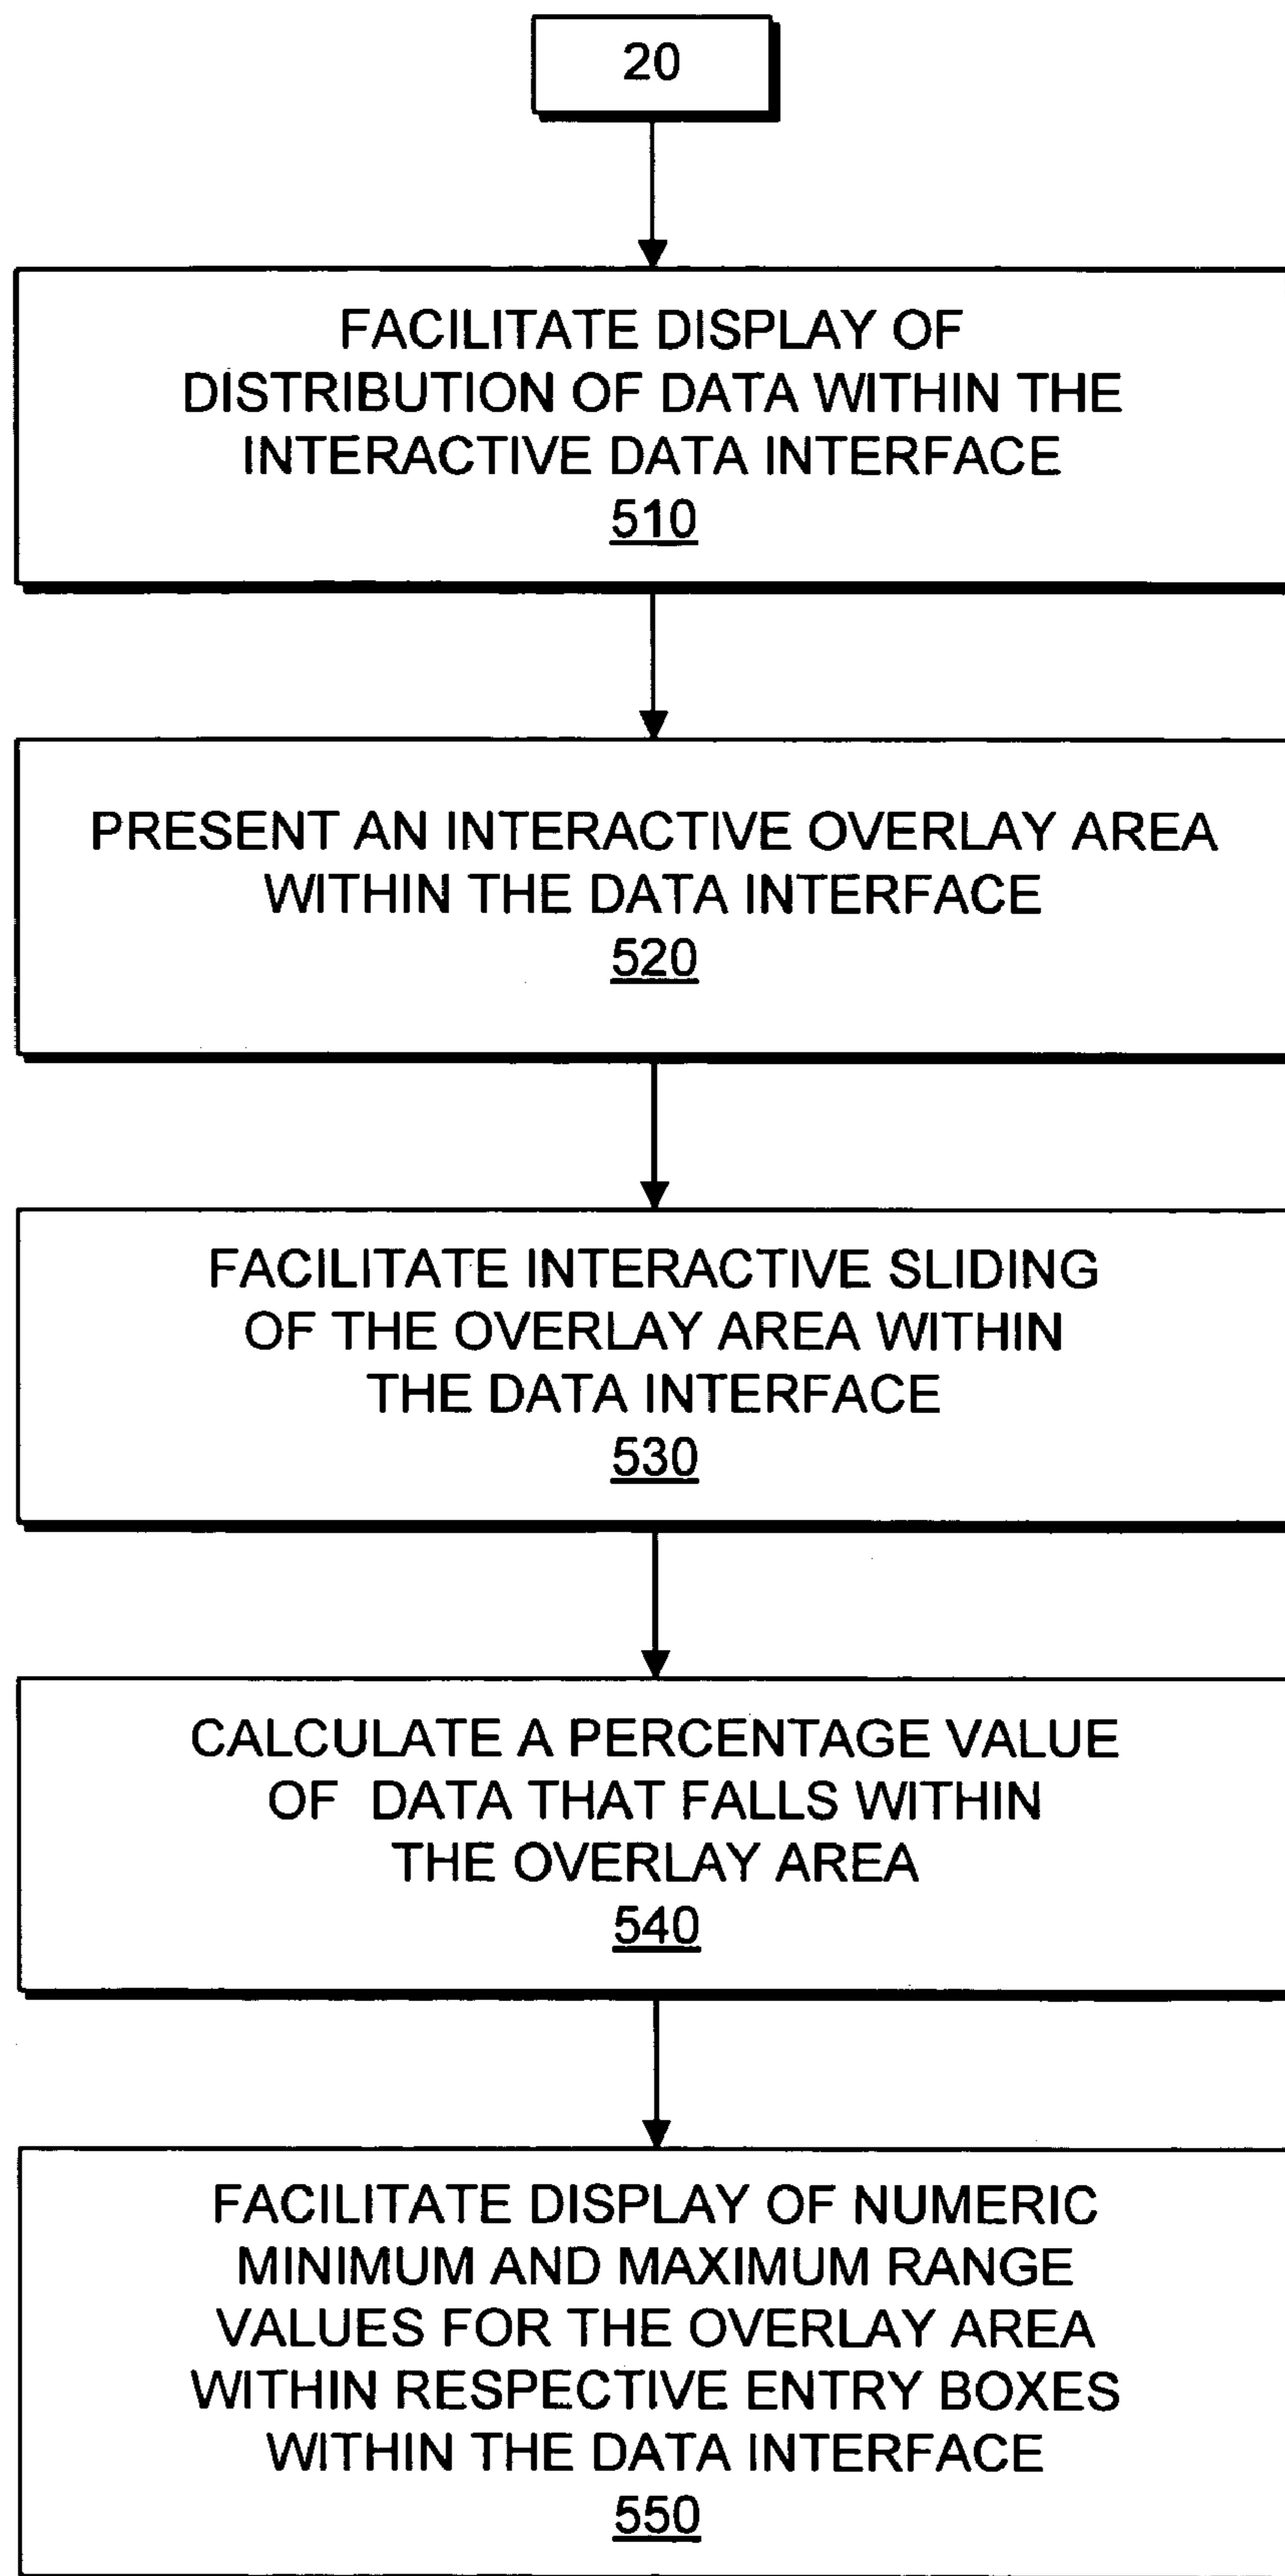 20
FACILITATE DISPLAY OF
DISTRIBUTION OF DATA WITHIN THE
INTERACTIVE DATA INTERFACE
510
PRESENT AN INTERACTIVE OVERLAY AREA
WITHIN THE DATA INTERFACE
520
FACILITATE INTERACTIVE SLIDING
OF THE OVERLAY AREA WITHIN
THE DATA INTERFACE
530
CALCULATE A PERCENTAGE VALUE
OF DATA THAT FALLS WITHIN
THE OVERLAY AREA
540
FACILITATE DISPLAY OF NUMERIC
MINIMUM AND MAXIMUM RANGE
VALUES FOR THE OVERLAY AREA
WITHIN RESPECTIVE ENTRY BOXES
WITHIN THE DATA INTERFACE
550